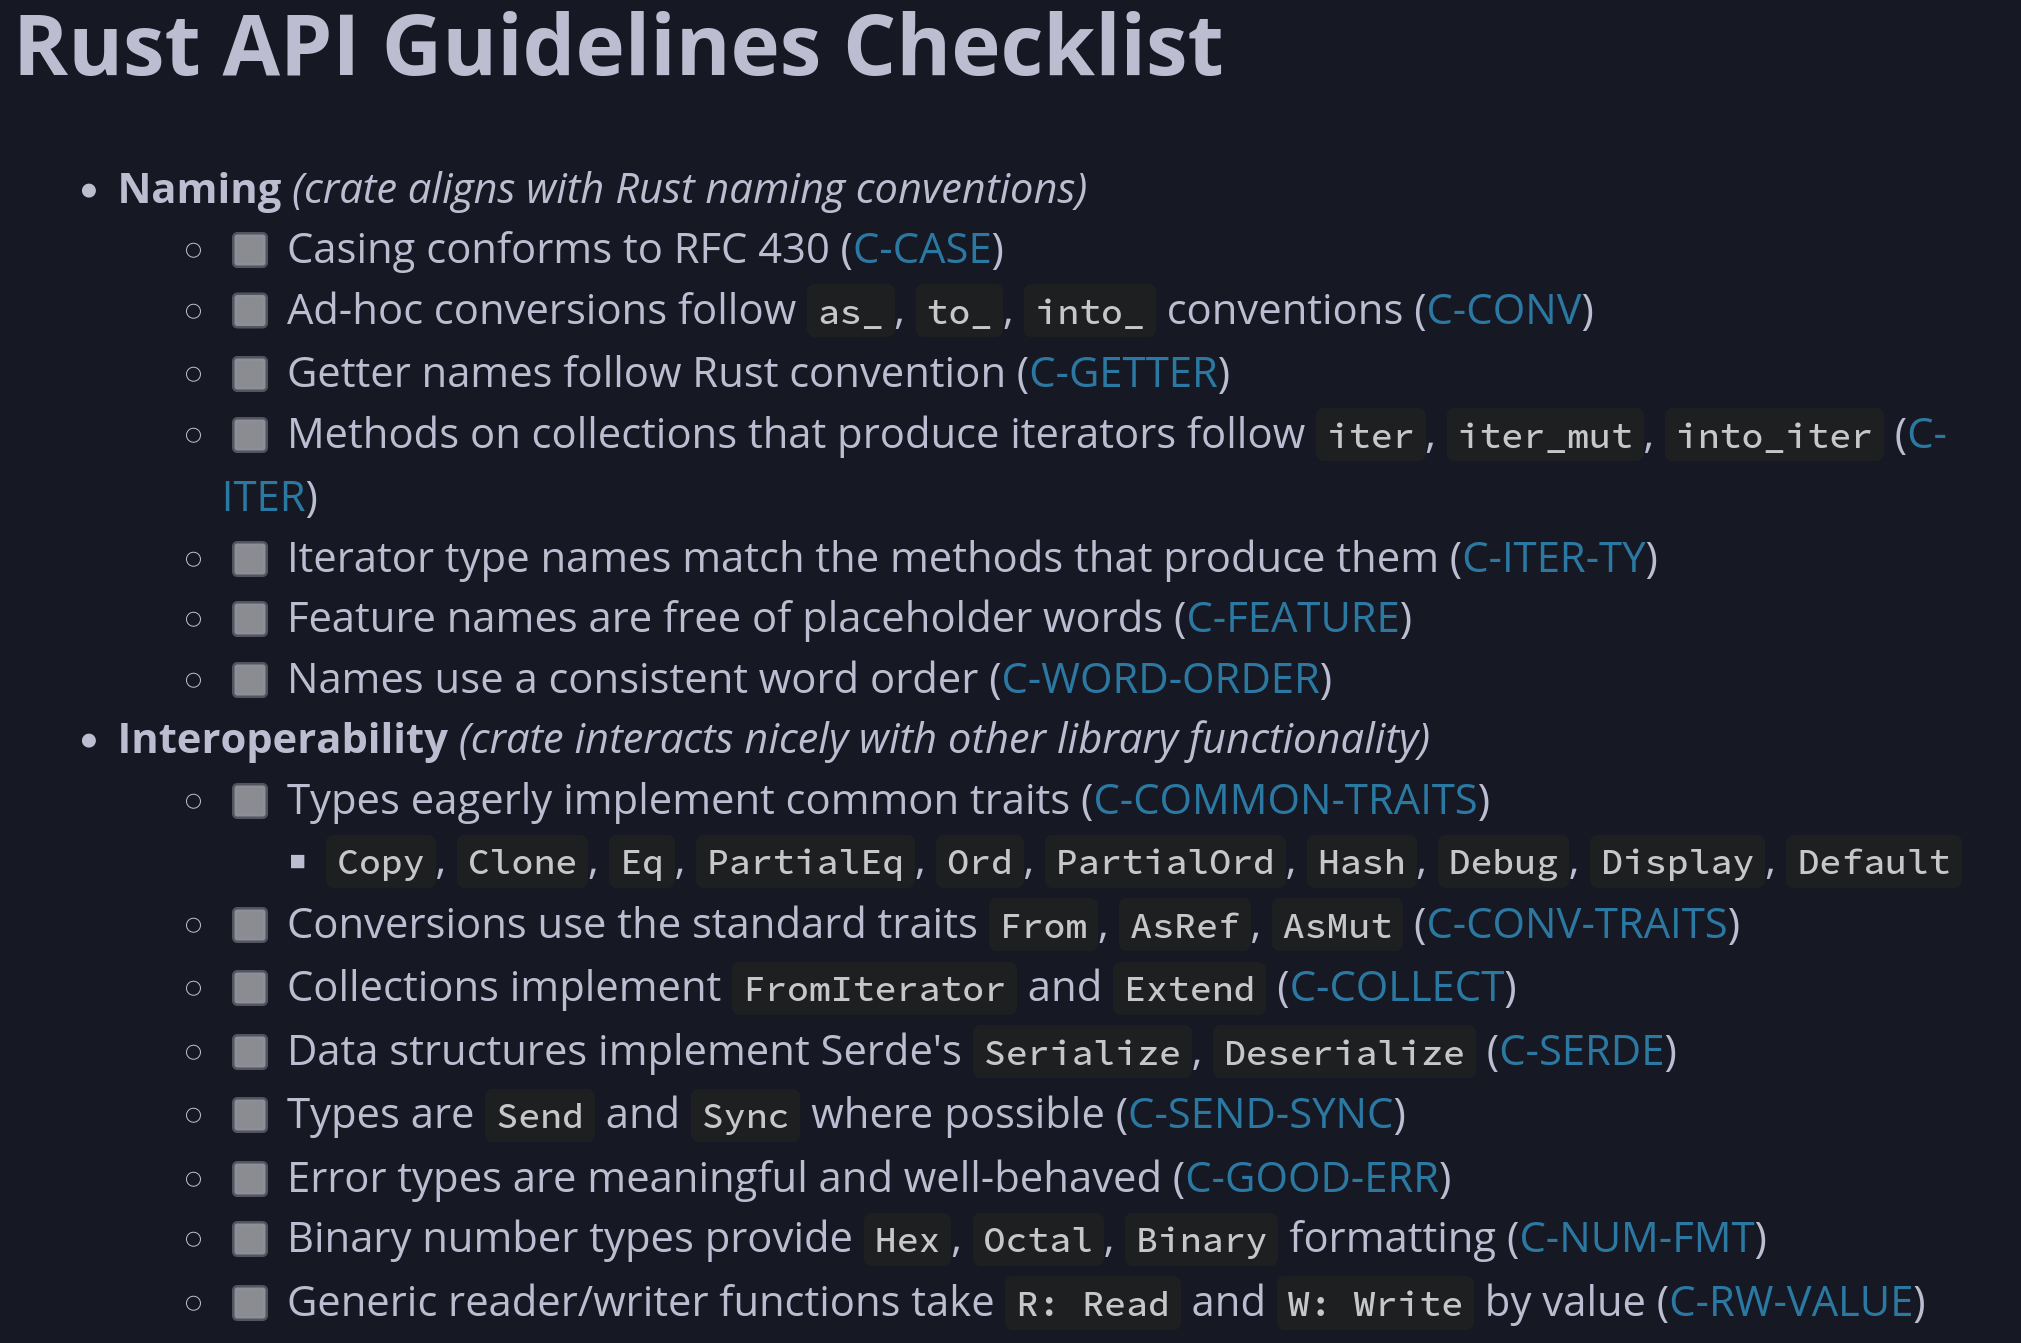 Rust API Guidelines Checklist
Naming (crate aligns with Rust naming conventions)
Casing conforms to RFC 430 (C-CASE)
Ad-hoc conversions follow as_, to_, into_ conventions (C-CONV)
Getter names follow Rust convention (C-GETTER)
Methods on collections that produce iterators follow iter, iter_mut, into_iter (C-
ITER)
Iterator type names match the methods that produce them (C-ITER-TY)
Feature names are free of placeholder words (C-FEATURE)
Names use a consistent word order (C-WORD-ORDER)
Interoperability (crate interacts nicely with other library functionality)
Types eagerly implement common traits (C-COMMON-TRAITS)
Copy, Clone, Eq, PartialEq, Ord, PartialOrd, Hash, Debug, Display, Default
Conversions use the standard traits From, AsRef, AsMut (C-CONV-TRAITS)
Collections implement FromIterator and Extend (C-COLLECT)
Data structures implement Serde's Serialize, Deserialize (C-SERDE)
Types are Send and Sync where possible (C-SEND-SYNC)
Error types are meaningful and well-behaved (C-GOOD-ERR)
Binary number types provide Hex, Octal, Binary formatting (C-NUM-FMT)
Generic reader/writer functions take R: Read and W: Write by value (C-RW-VALUE)